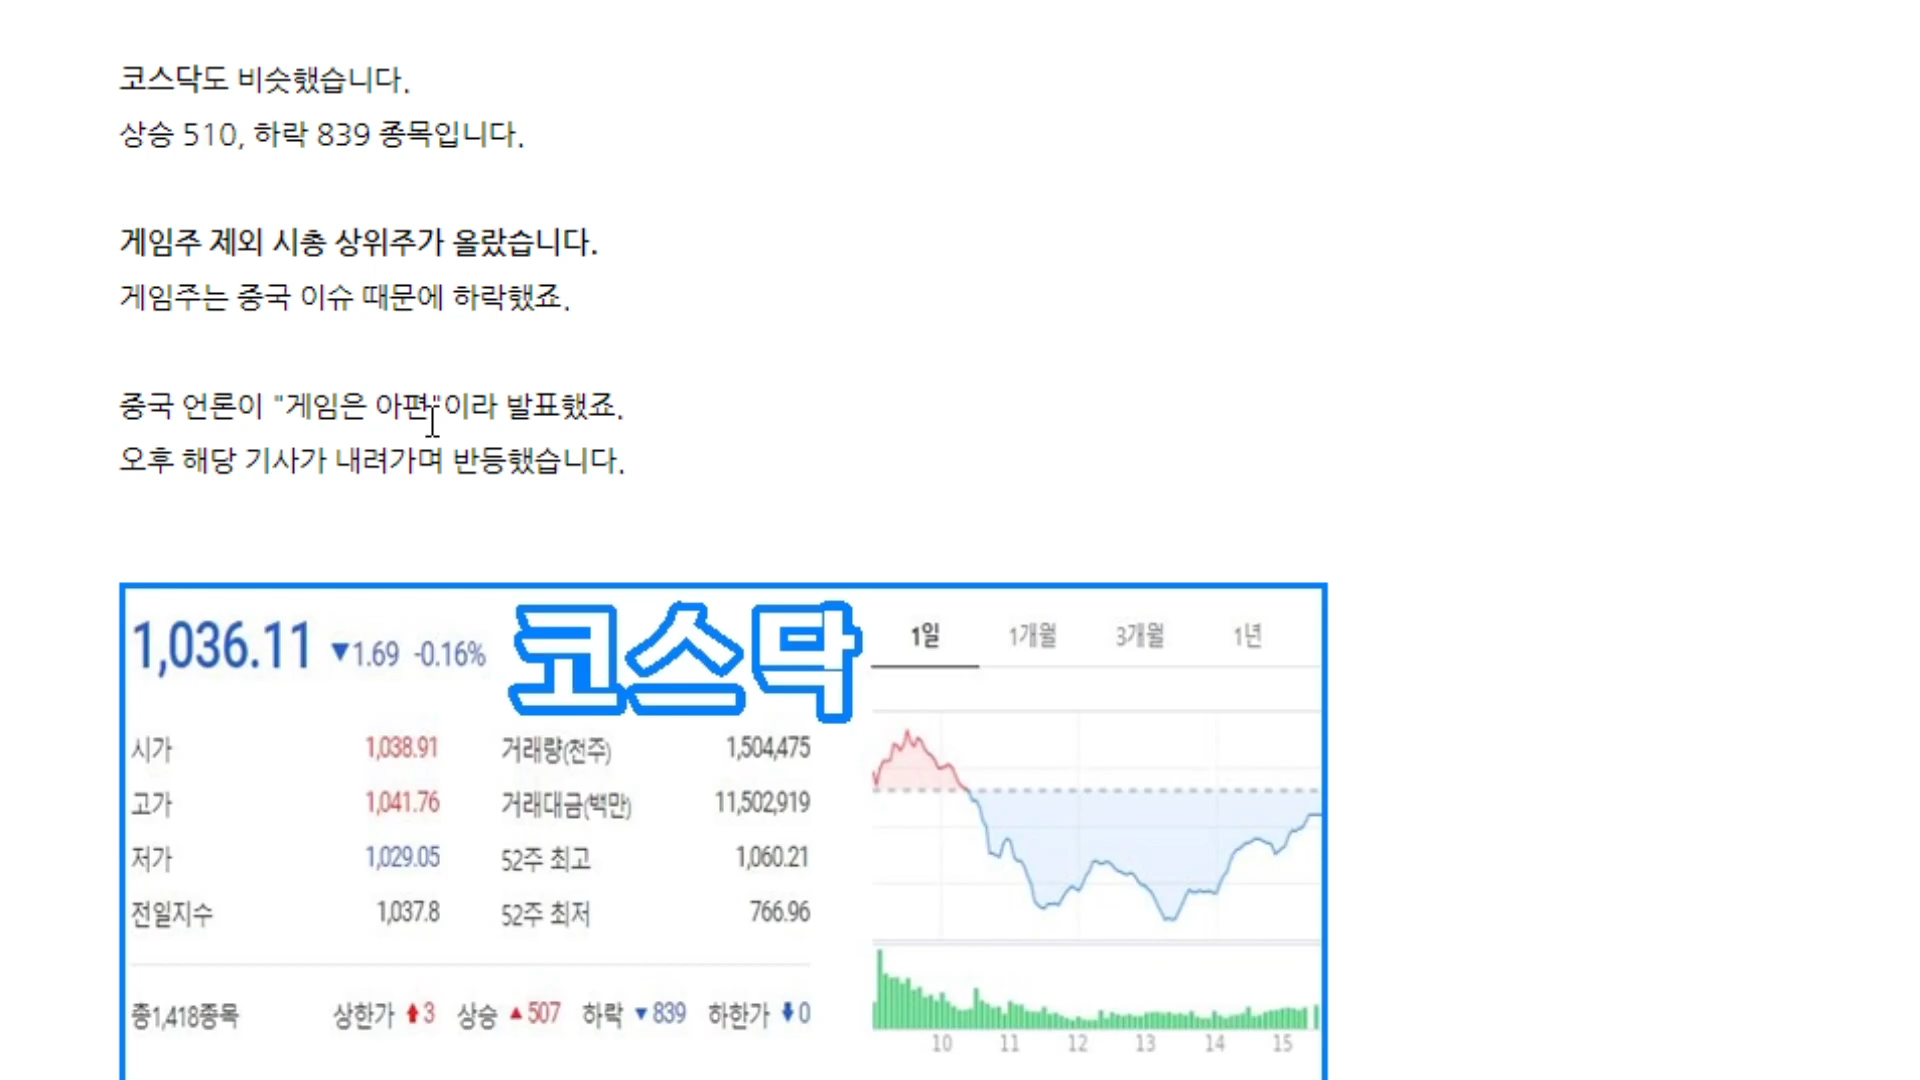 코스닥도 비슷했습니다.
상승 510, 하락 839 종목입니다.
게임주 제외 시총 상위주가 올랐습니다.
게임주는 중국 이슈 때문에 하락했죠.
중국 언론이 "게임은 아편"이라 발표했죠.
오후 해당 기사가 내려가며 반등했습니다.
1,036.11 ▼1.69 -0.16% 코스닥
1일 1개월 3개월 1년
시가 1,038.91 거래량(천주) 1,504,475
고가 1,041.76 거래대금(백만) 11,502,919
저가 1,029.05 52주 최고 1,060.21
전일지수 1,037.8 52주 최저 766.96
총1,418종목 상한가 ⬆3 상승 ▲507 하락 ▼839 하한가 ⬇0
10 11 12 13 14 15